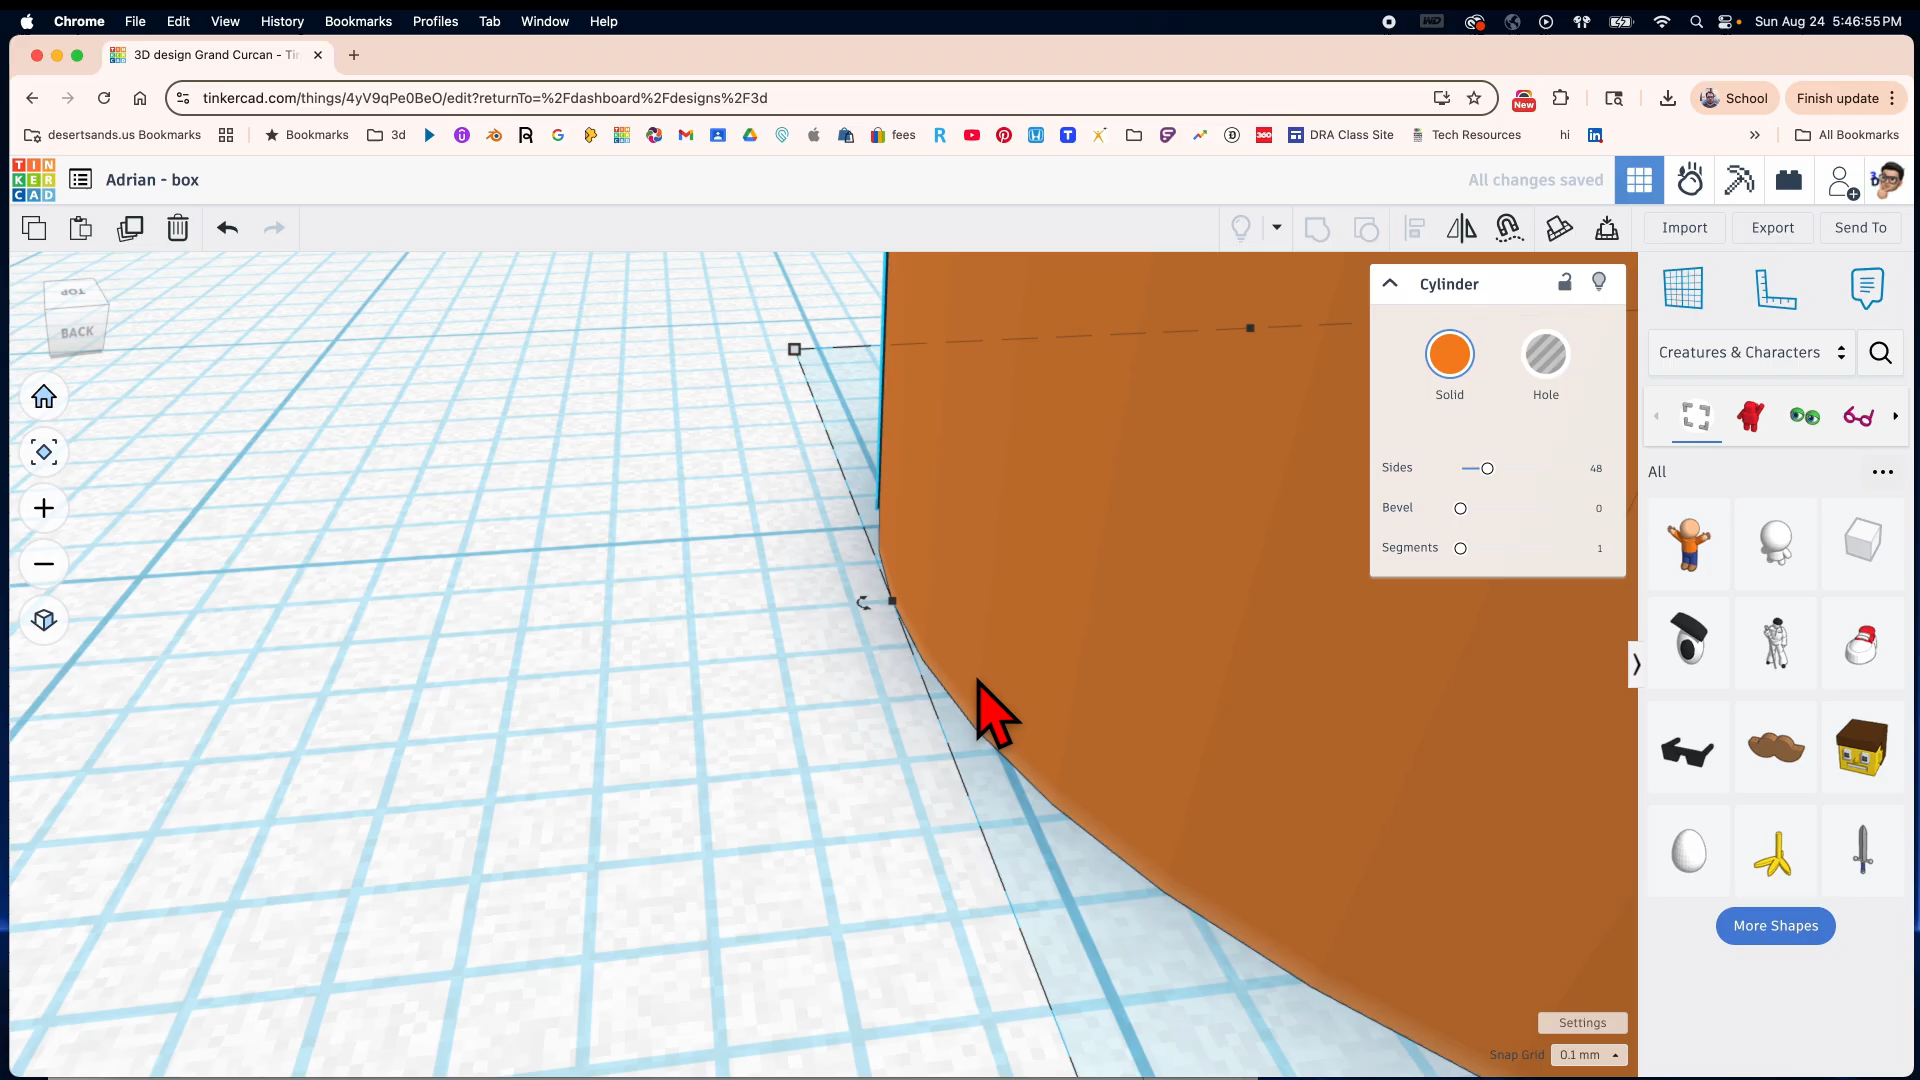 Chrome File Edit View History Bookmarks Profiles Tab Window Help
WD
Sun Aug 24 5:46:55 PM
3D design Grand Curcan - Tin
tinkercad.com/things/4yV9qPe0BeO/edit?returnTo=%2Fdashboard%2Fdesigns%2F3d
New
School
Finish update
desertsands.us Bookmarks
Bookmarks
3d
fees
DRA Class Site
Tech Resources
hi
All Bookmarks
TIN
KER
CAD
Adrian - box
All changes saved
Import
Export
Send To
TOP
BACK
Cylinder
Solid
Hole
Sides
48
Bevel
0
Segments
1
Creatures & Characters
All
More Shapes
Settings
Snap Grid
0.1 mm